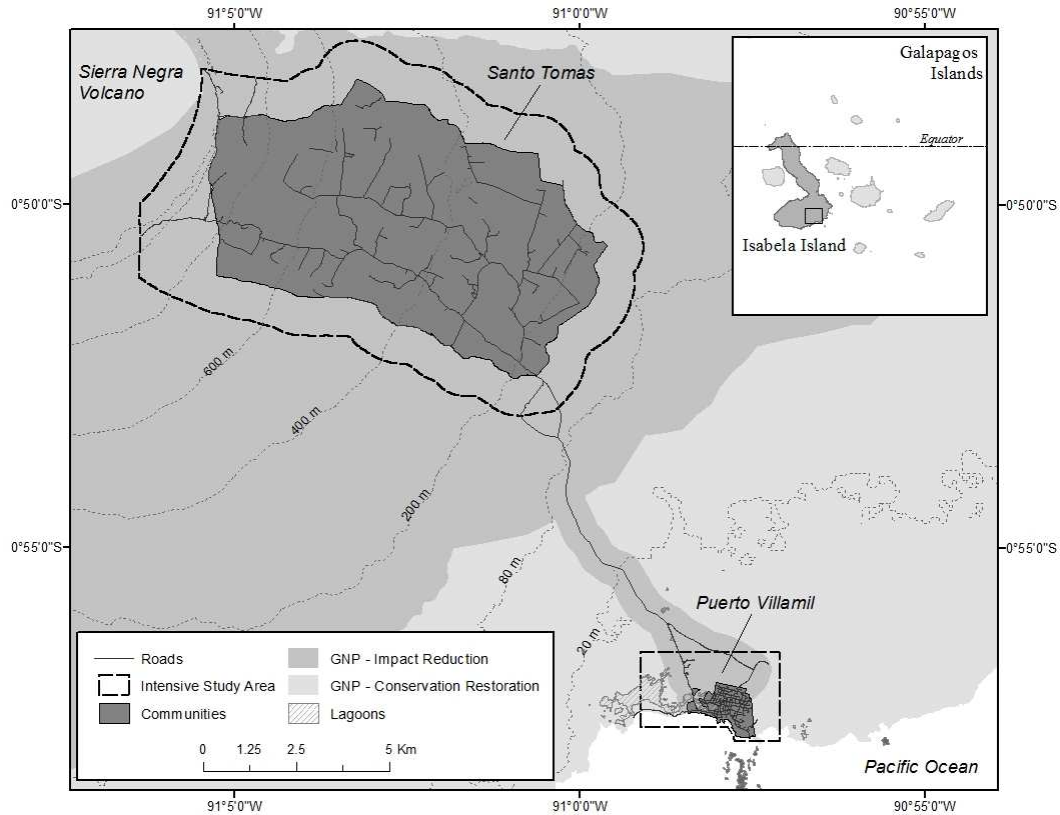 91°5'0"W
91°0'0"W
90°55'0"W
Sierra Negra
Volcano
Santo Tomas
Galapagos
Islands
Equator
Isabela Island
0°50'0"S
0°50'0"S
600 m
400 m
200 m
80 m
20 m
0°55'0"S
0°55'0"S
Puerto Villamil
Roads
Intensive Study Area
Communities
GNP - Impact Reduction
GNP - Conservation Restoration
Lagoons
0 1.25 2.5 5 Km
Pacific Ocean
91°5'0"W
91°0'0"W
90°55'0"W